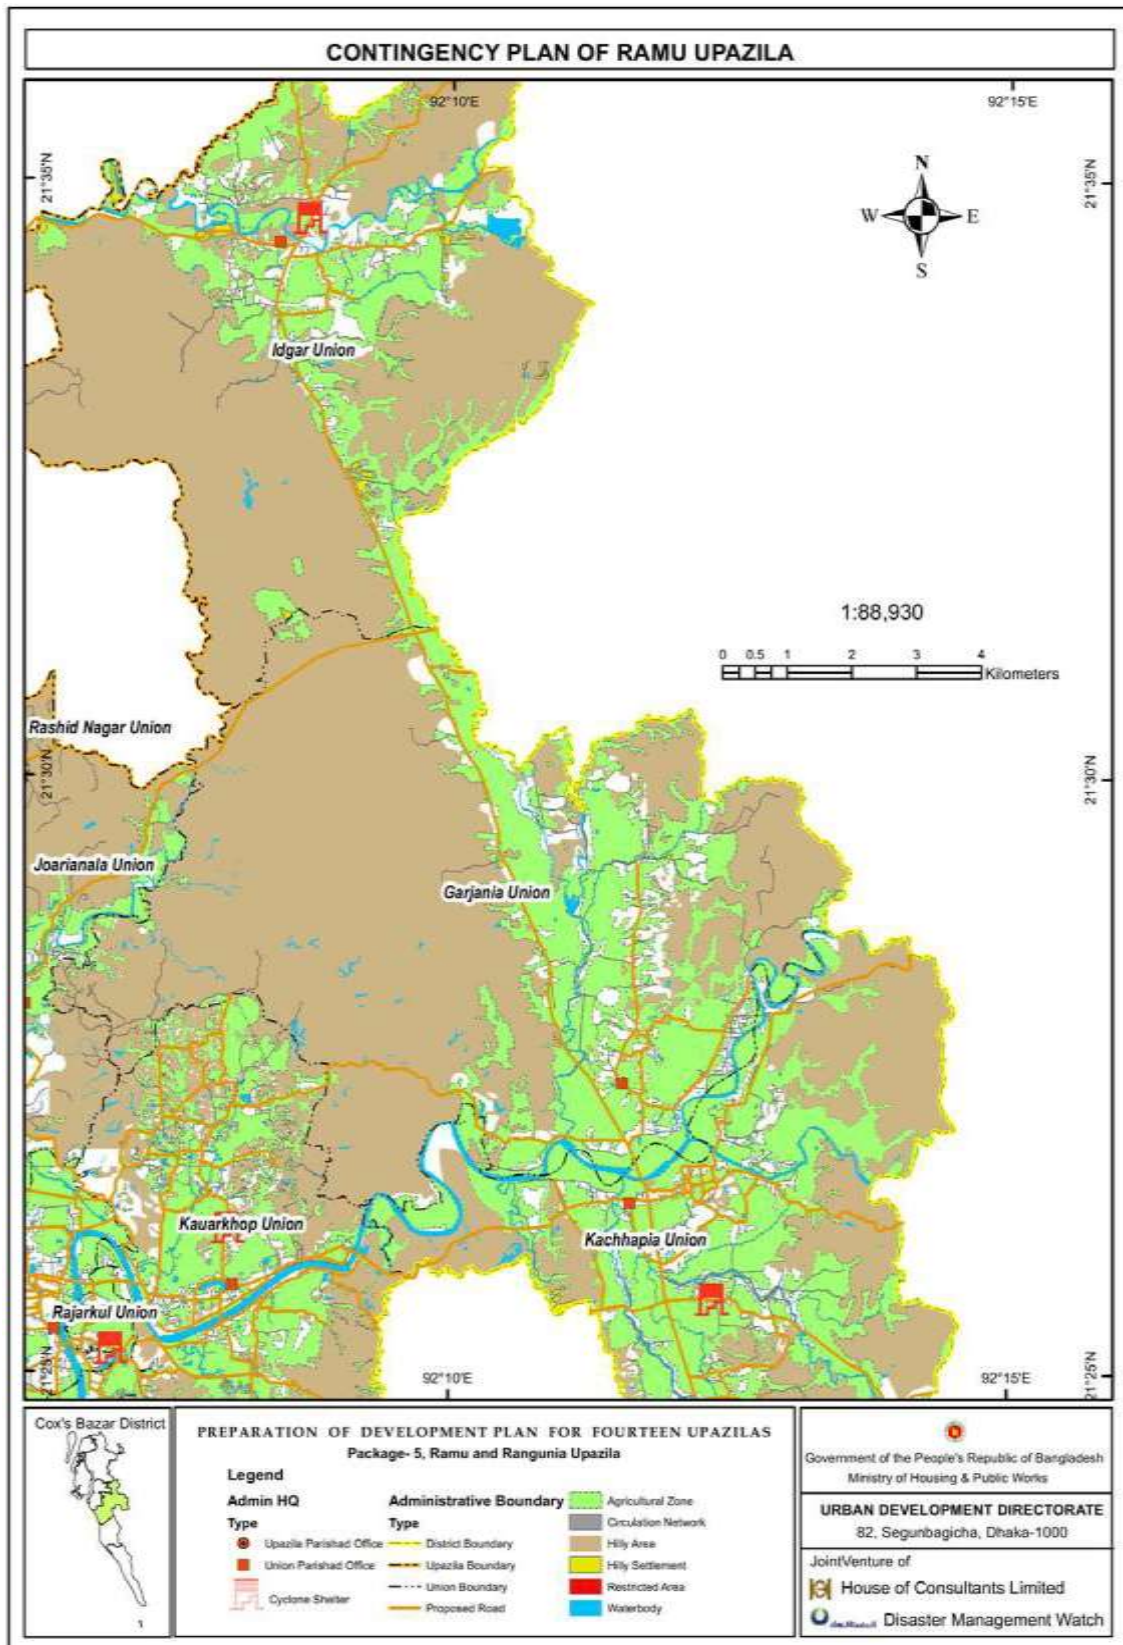 CONTINGENCY PLAN OF RAMU UPAZILA
92°10'E
92°15'E
21°35'N
21°35'N
N
W
E
S
Idgar Union
1:88,930
0 0.5 1 2 3 4
Kilometers
Rashid Nagar Union
21°30'N
21°30'N
Joarianala Union
Garjania Union
Kauarkhop Union
Kachhapia Union
Rajarkul Union
21°25'N
92°10'E
92°15'E
21°25'N
Cox's Bazar District
PREPARATION OF DEVELOPMENT PLAN FOR FOURTEEN UPAZILAS
Package- 5, Ramu and Rangunia Upazila
Legend
Admin HQ
Type
Upazila Parishad Office
Union Parishad Office
Cyclone Shelter
Administrative Boundary
Type
District Boundary
Upazila Boundary
Union Boundary
Proposed Road
Agricultural Zone
Circulation Network
Hilly Area
Hilly Settlement
Restricted Area
Waterbody
Government of the People's Republic of Bangladesh
Ministry of Housing & Public Works
URBAN DEVELOPMENT DIRECTORATE
82, Segunbagicha, Dhaka-1000
JointVenture of
House of Consultants Limited
Disaster Management Watch